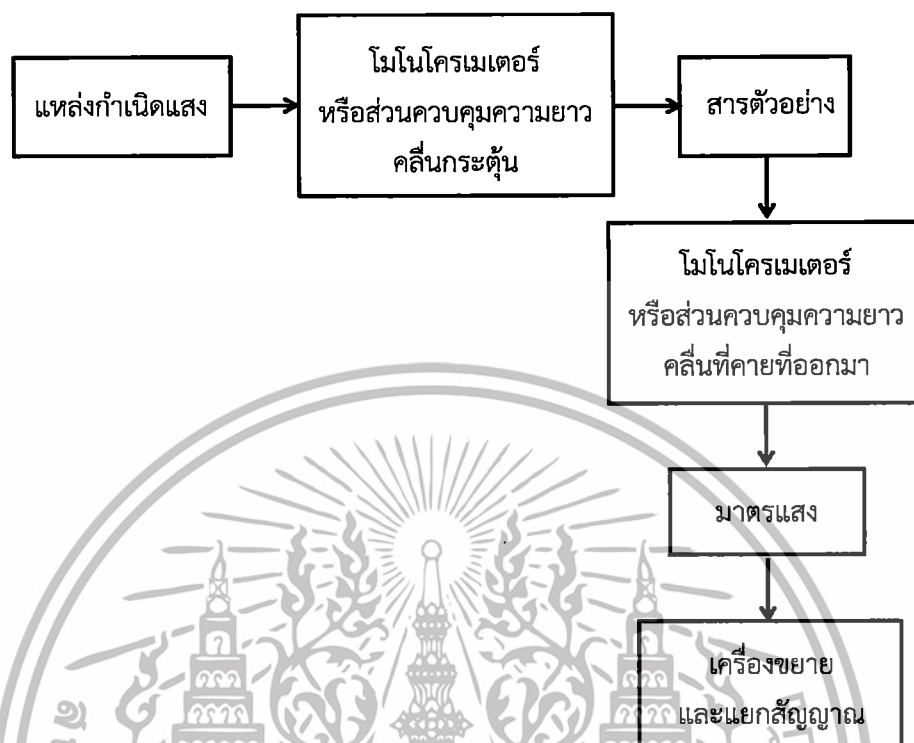 แหล่งกำเนิดแสง
โมโนโครเมเตอร์
หรือส่วนควบคุมความยาว
คลื่นกระตุ้น
สารตัวอย่าง
โมโนโครเมเตอร์
หรือส่วนควบคุมความยาว
คลื่นที่คายที่ออกมา
มาตรแสง
เครื่องขยาย
และแยกสัญญาณ